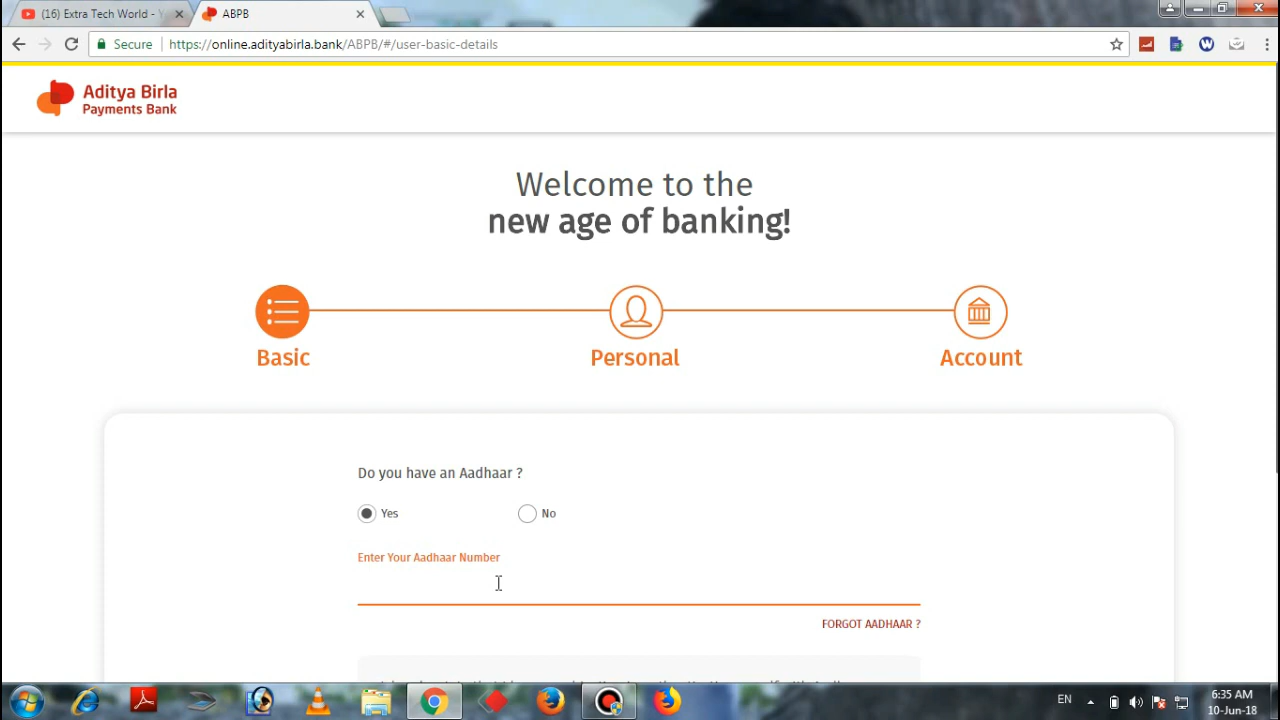 (16) Extra Tech World -
ABPB
Secure
https://online.adityabirla.bank/ABPB/#/user-basic-details
Aditya Birla
Payments Bank
Welcome to the
new age of banking!
Basic
Personal
Account
Do you have an Aadhaar ?
Yes
No
Enter Your Aadhaar Number
FORGOT AADHAAR ?
EN
6:35 AM
10-Jun-18